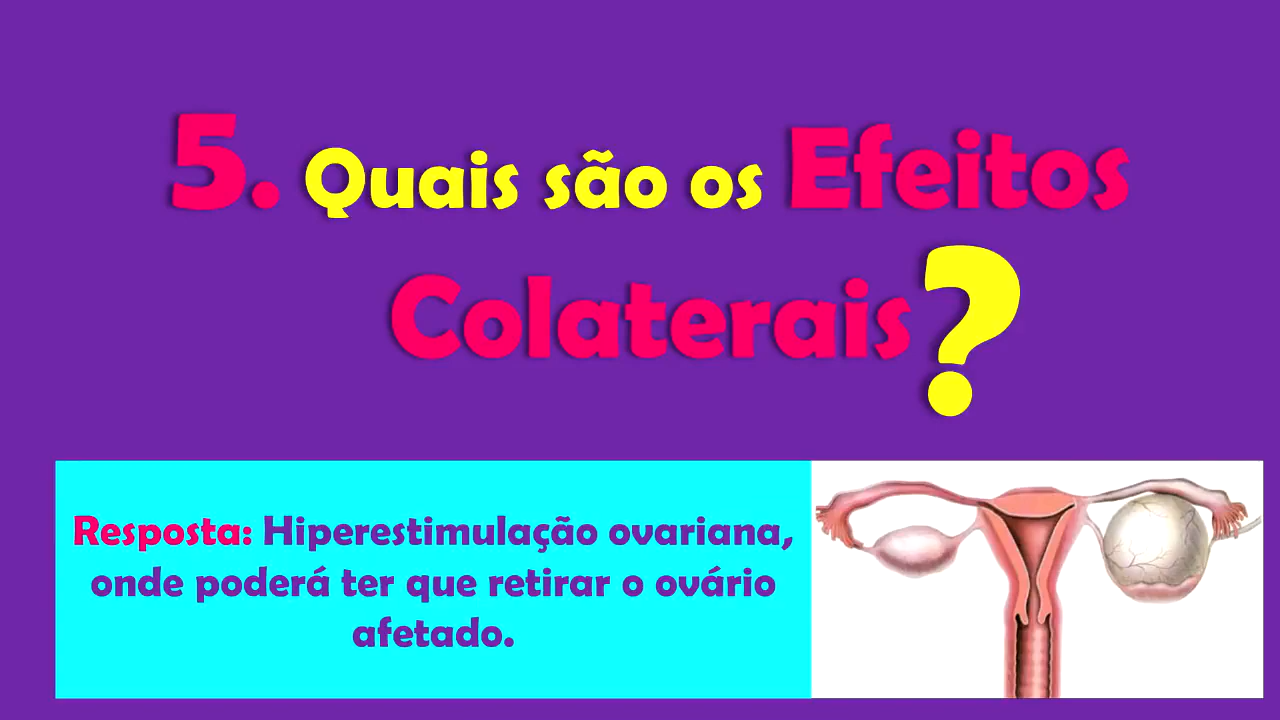 5. Quais são os Efeitos
Colaterais?
Resposta: Hiperestimulação ovariana,
onde poderá ter que retirar o ovário
afetado.